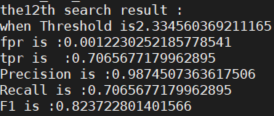 the12th search result :
when Threshold is2.334560369211165
fpr is :0.0012230252185778541
tpr is  :0.7065677179962895
Precision is :0.9874507363617506
Recall is :0.7065677179962895
F1 is :0.823722801401566